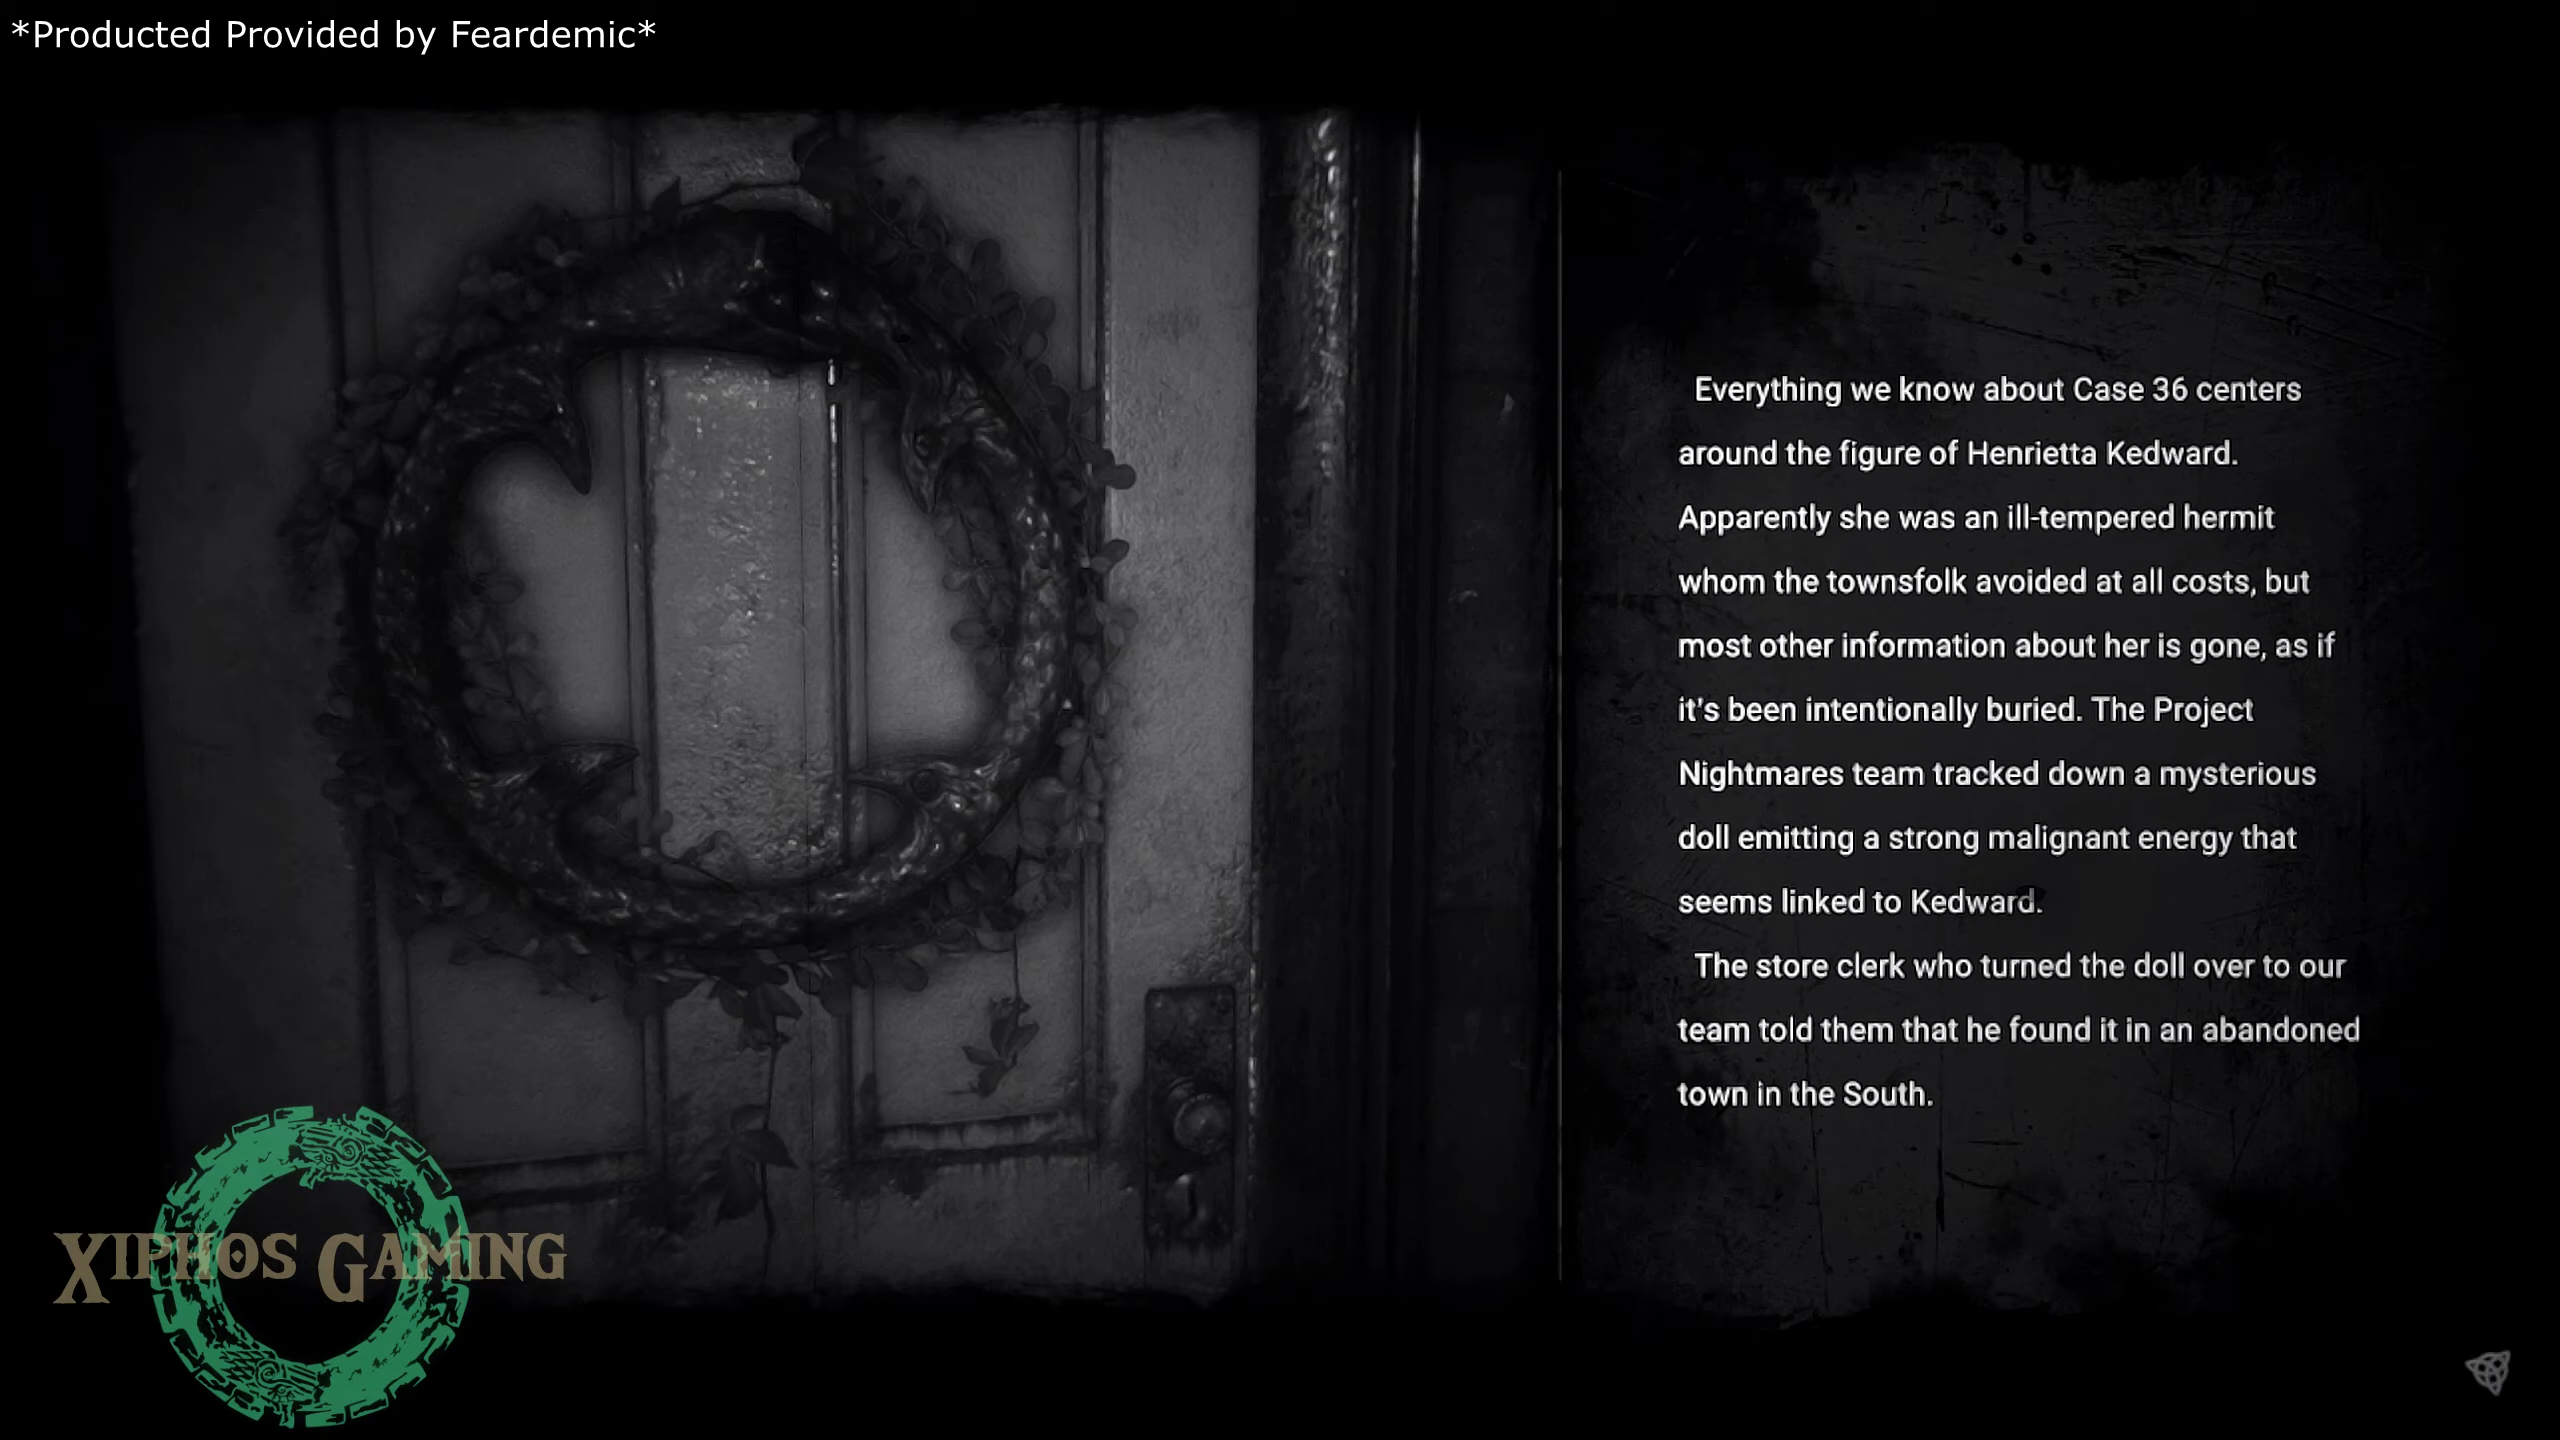 *Producted Provided by Feardemic*
Everything we know about Case 36 centers
around the figure of Henrietta Kedward.
Apparently she was an ill-tempered hermit
whom the townsfolk avoided at all costs, but
most other information about her is gone, as if
it's been intentionally buried. The Project
Nightmares team tracked down a mysterious
doll emitting a strong malignant energy that
seems linked to Kedward.
The store clerk who turned the doll over to our
team told them that he found it in an abandoned
town in the South.
XIPHOS GAMING